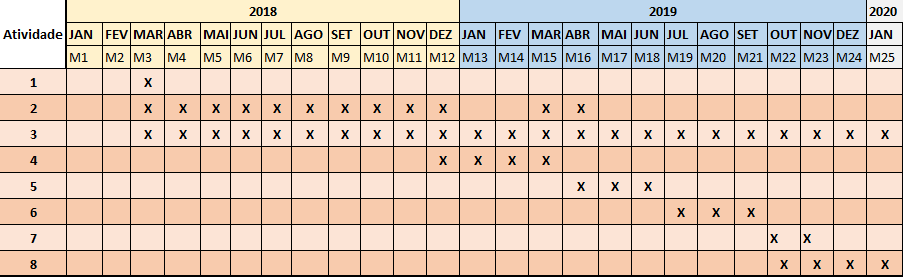 Atividade 2018 2019 2020
JAN FEV MAR ABR MAI JUN JUL AGO SET OUT NOV DEZ JAN FEV MAR ABR MAI JUN JUL AGO SET OUT NOV DEZ JAN
M1 M2 M3 M4 M5 M6 M7 M8 M9 M10 M11 M12 M13 M14 M15 M16 M17 M18 M19 M20 M21 M22 M23 M24 M25
1 X
2 X X X X X X X X X X X X
3 X X X X X X X X X X X X X X X X X X X X X X X
4 X X X X
5 X X X
6 X X X
7 X X
8 X X X X